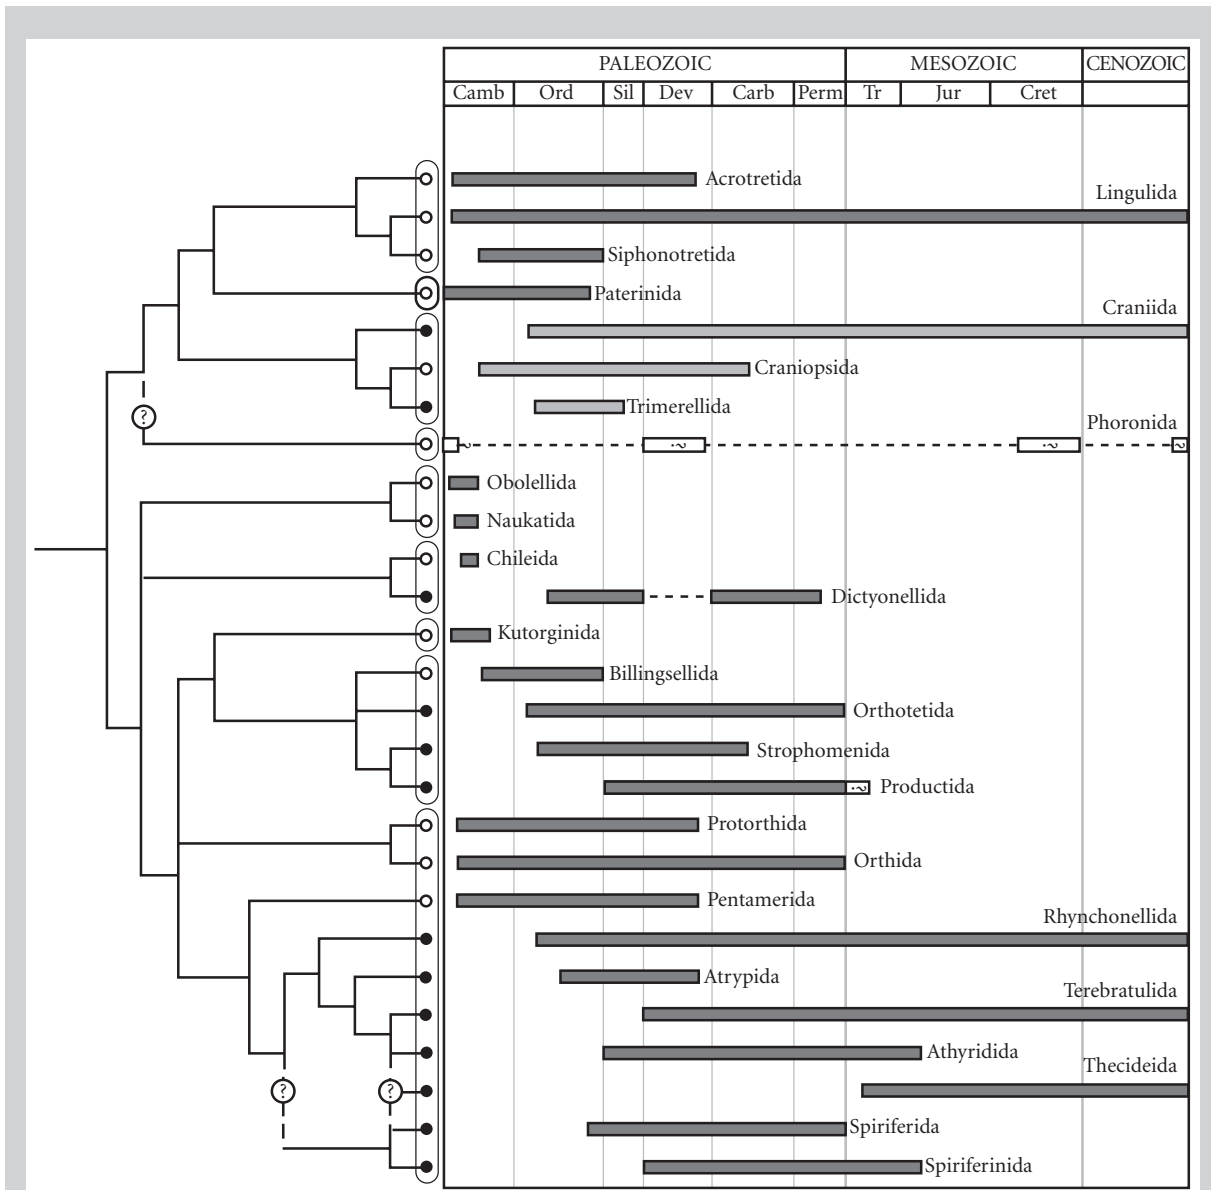 PALEOZOIC MESOZOIC CENOZOIC
Camb Ord Sil Dev Carb Perm Tr Jur Cret
Acrotretida
Lingulida
Siphonotretida
Paterinida
Craniida
Craniopsida
Trimerellida
?
Phoronida
? ? ? ?
Obolellida
Naukatida
Chileida
Dictyonellida
Kutorginida
Billingsellida
Orthotetida
Strophomenida
? Productida
Protorthida
Orthida
Pentamerida
Rhynchonellida
Atrypida
Terebratulida
Athyridida
Thecideida
? ?
Spiriferida
Spiriferinida